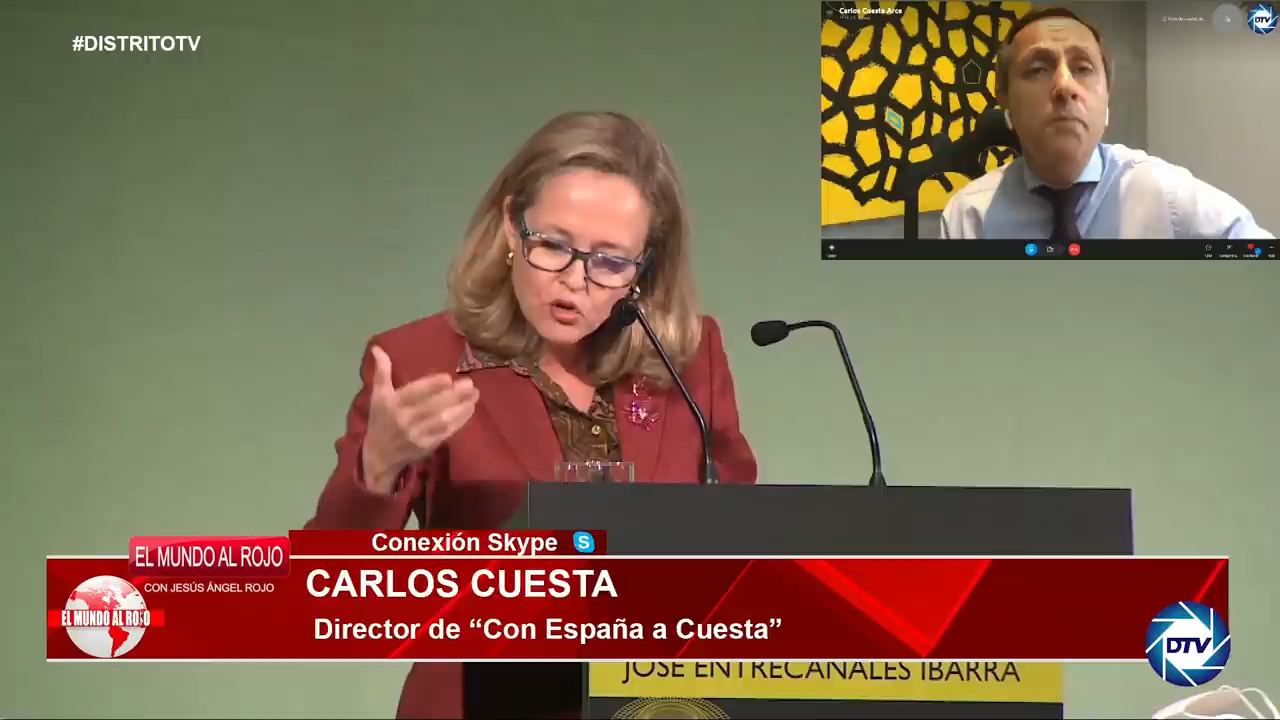 #DISTRITOTV
Carlos Cuesta Arce
DTV
Conexión Skype
EL MUNDO AL ROJO
CON JESÚS ÁNGEL ROJO
EL MUNDO AL ROJO
CARLOS CUESTA
Director de “Con España a Cuesta”
DTV
JOSÉ ENTRECANALES IBARRA